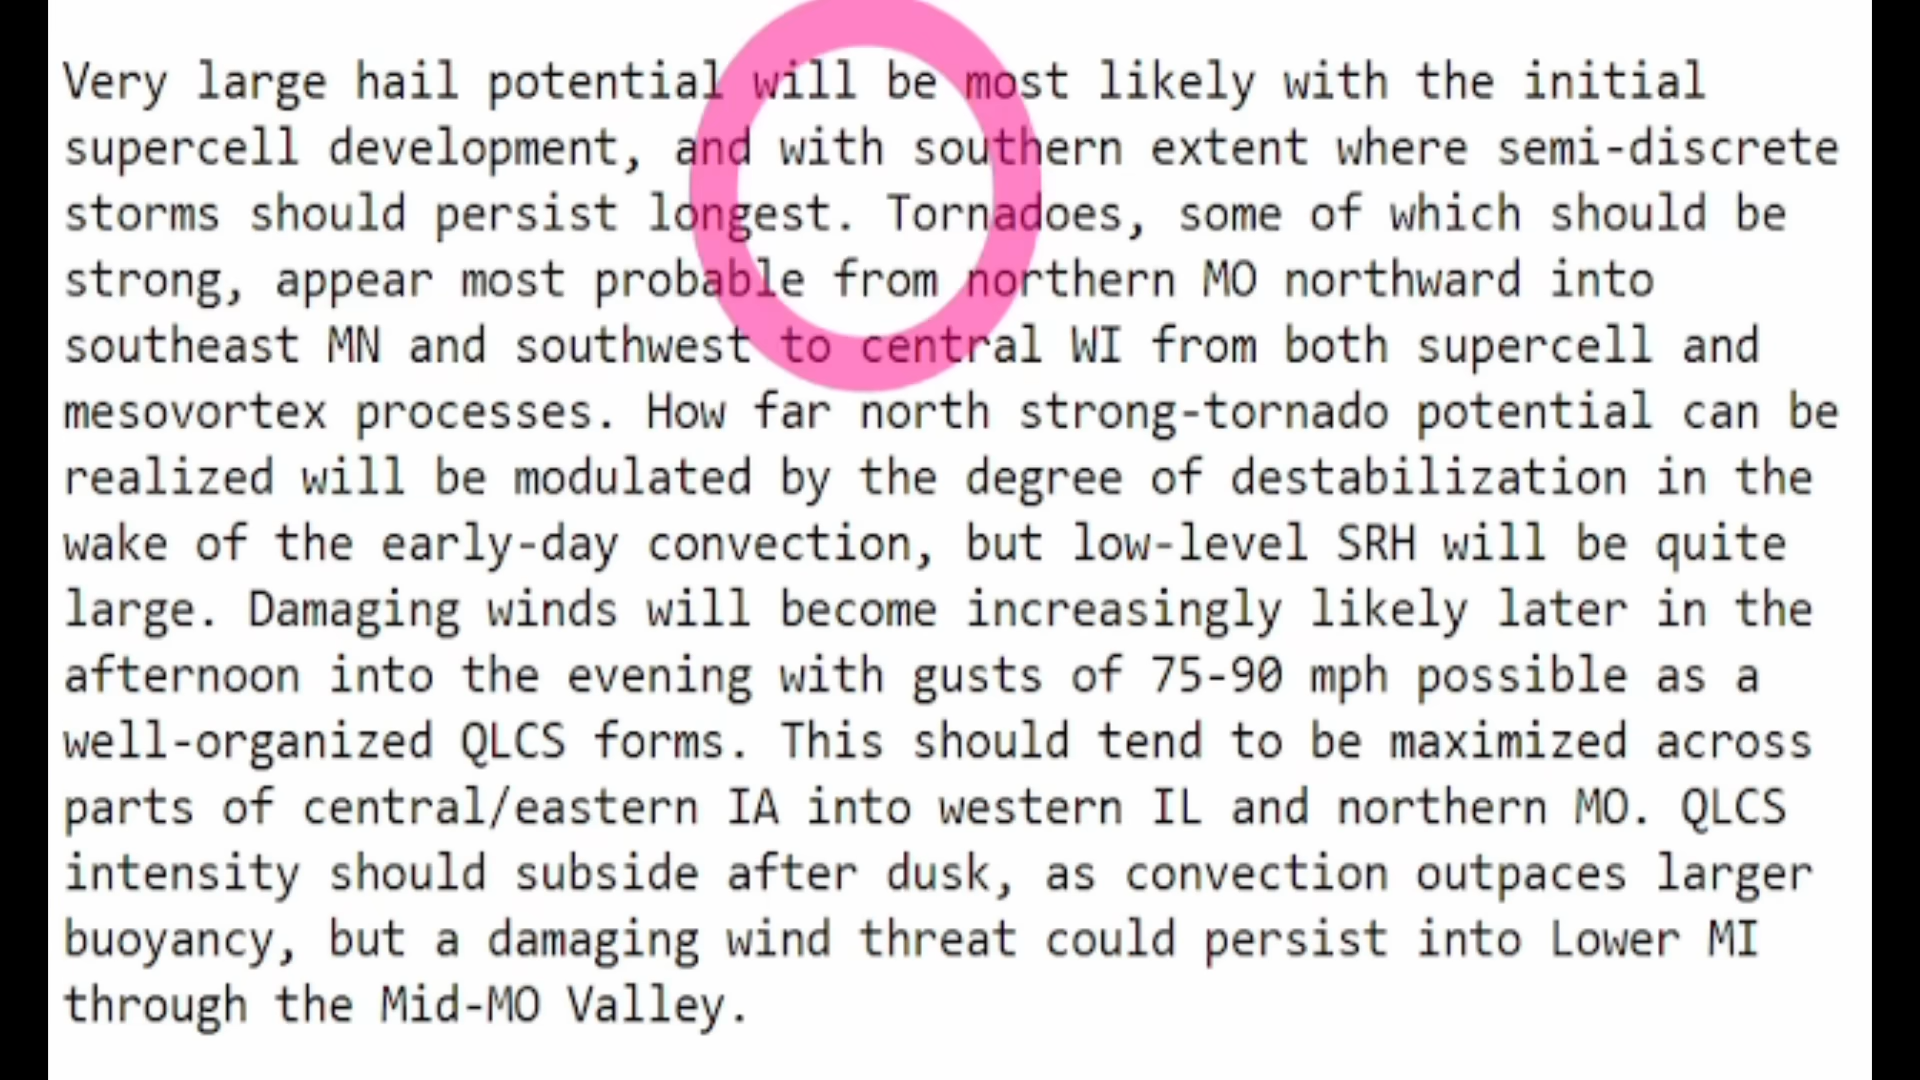 Very large hail potential will be most likely with the initial
supercell development, and with southern extent where semi-discrete
storms should persist longest. Tornadoes, some of which should be
strong, appear most probable from northern MO northward into
southeast MN and southwest to central WI from both supercell and
mesovortex processes. How far north strong-tornado potential can be
realized will be modulated by the degree of destabilization in the
wake of the early-day convection, but low-level SRH will be quite
large. Damaging winds will become increasingly likely later in the
afternoon into the evening with gusts of 75-90 mph possible as a
well-organized QLCS forms. This should tend to be maximized across
parts of central/eastern IA into western IL and northern MO. QLCS
intensity should subside after dusk, as convection outpaces larger
buoyancy, but a damaging wind threat could persist into Lower MI
through the Mid-MO Valley.